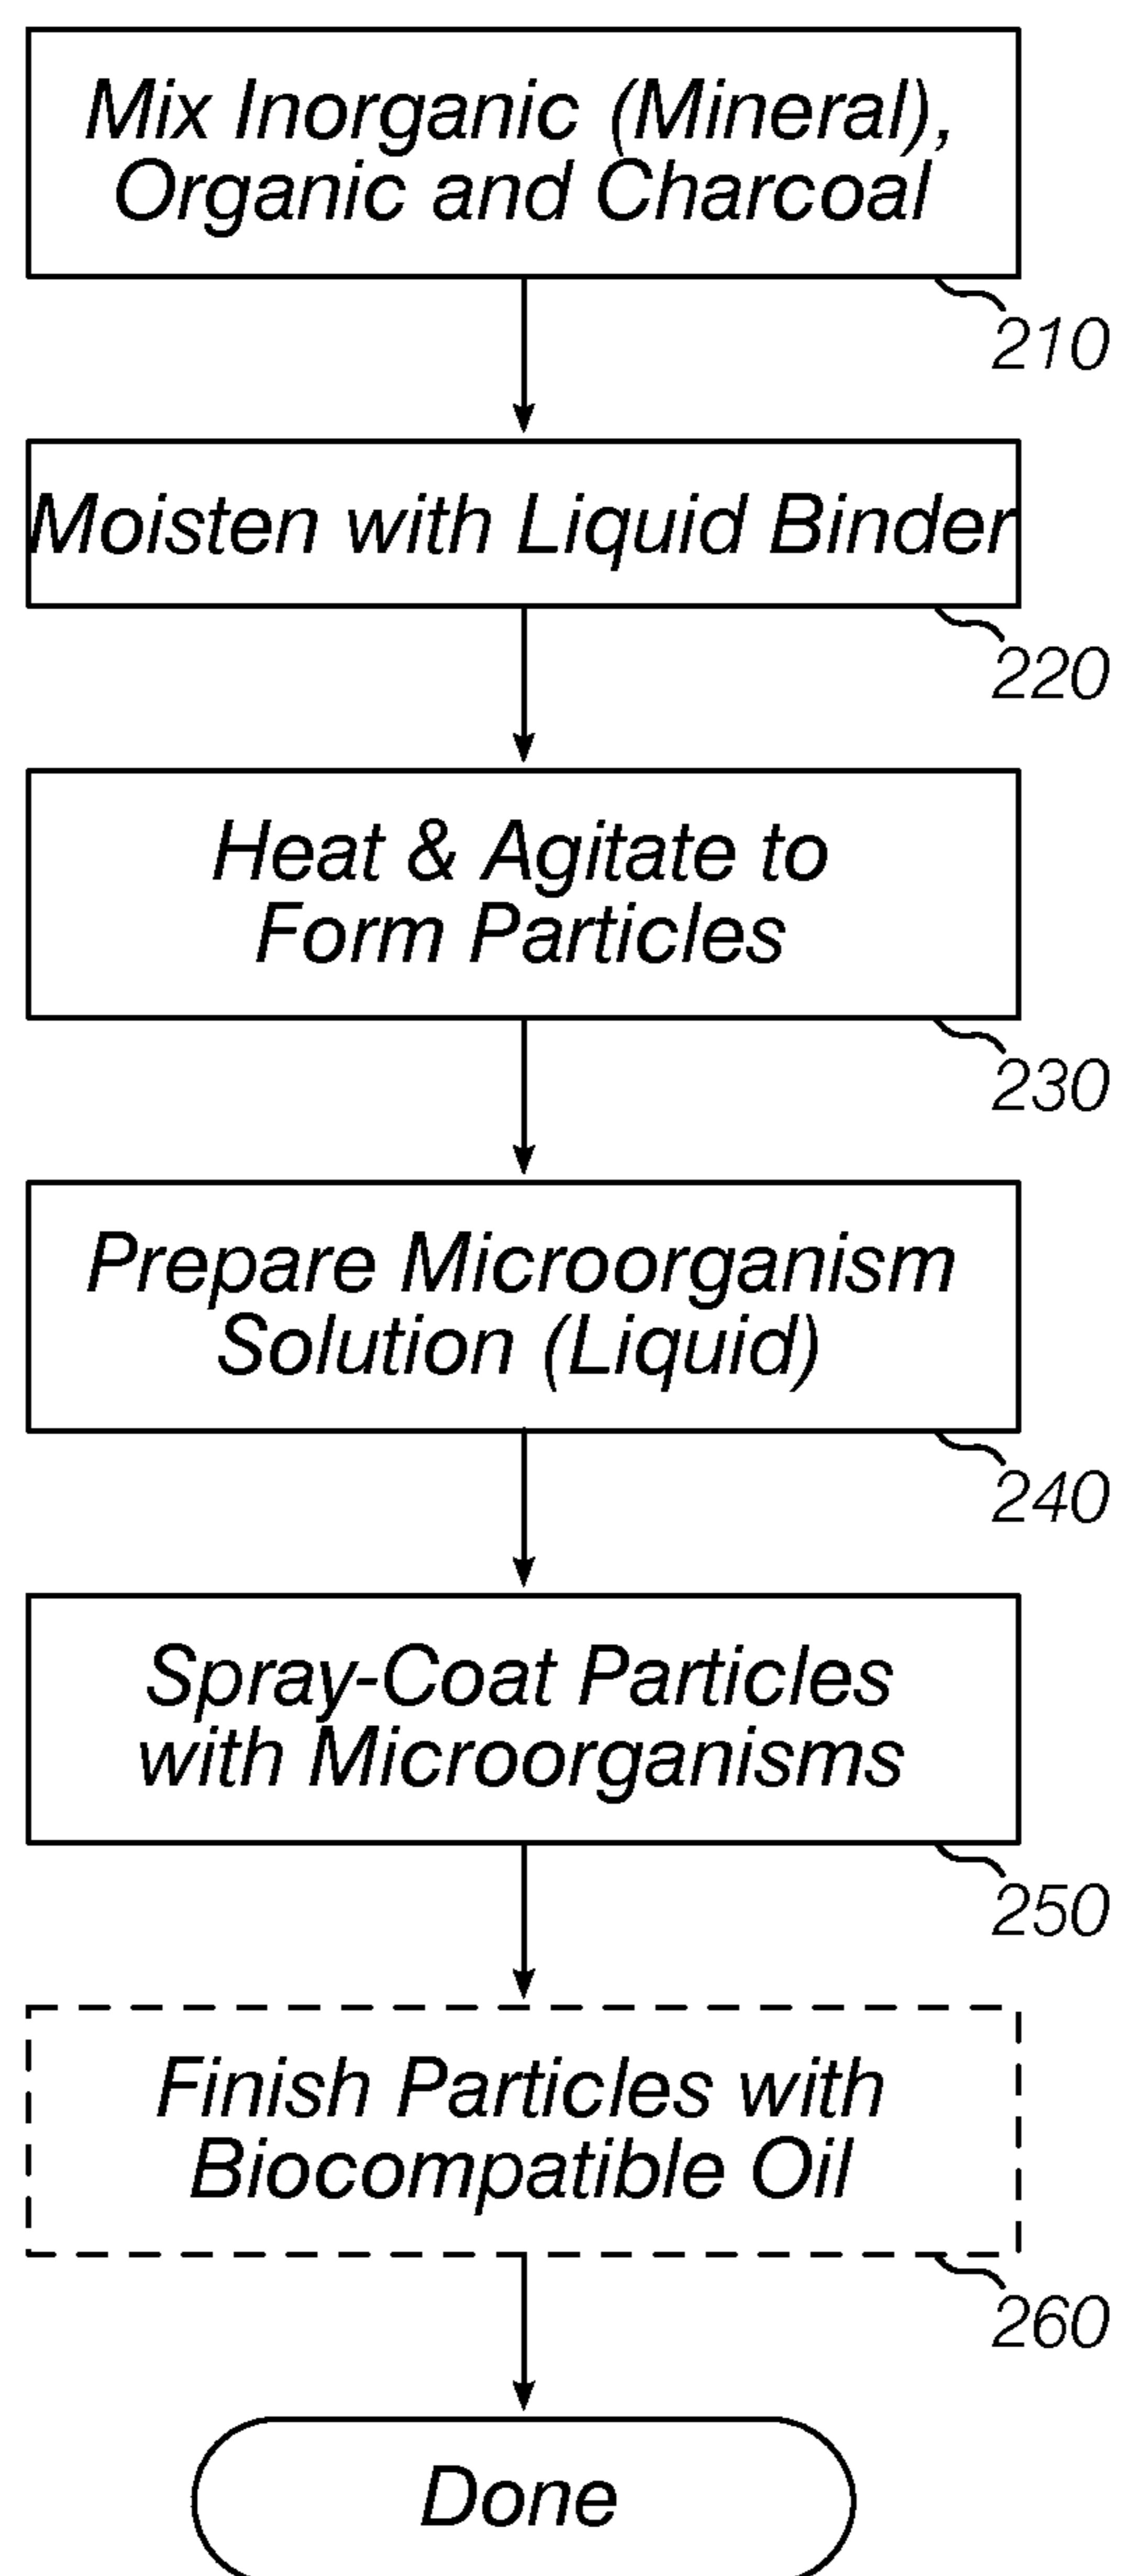 Mix Inorganic (Mineral),
Organic and Charcoal
210
Moisten with Liquid Binder
220
Heat & Agitate to
Form Particles
230
Prepare Microorganism
Solution (Liquid)
240
Spray-Coat Particles
with Microorganisms
250
Finish Particles with
Biocompatible Oil
260
Done